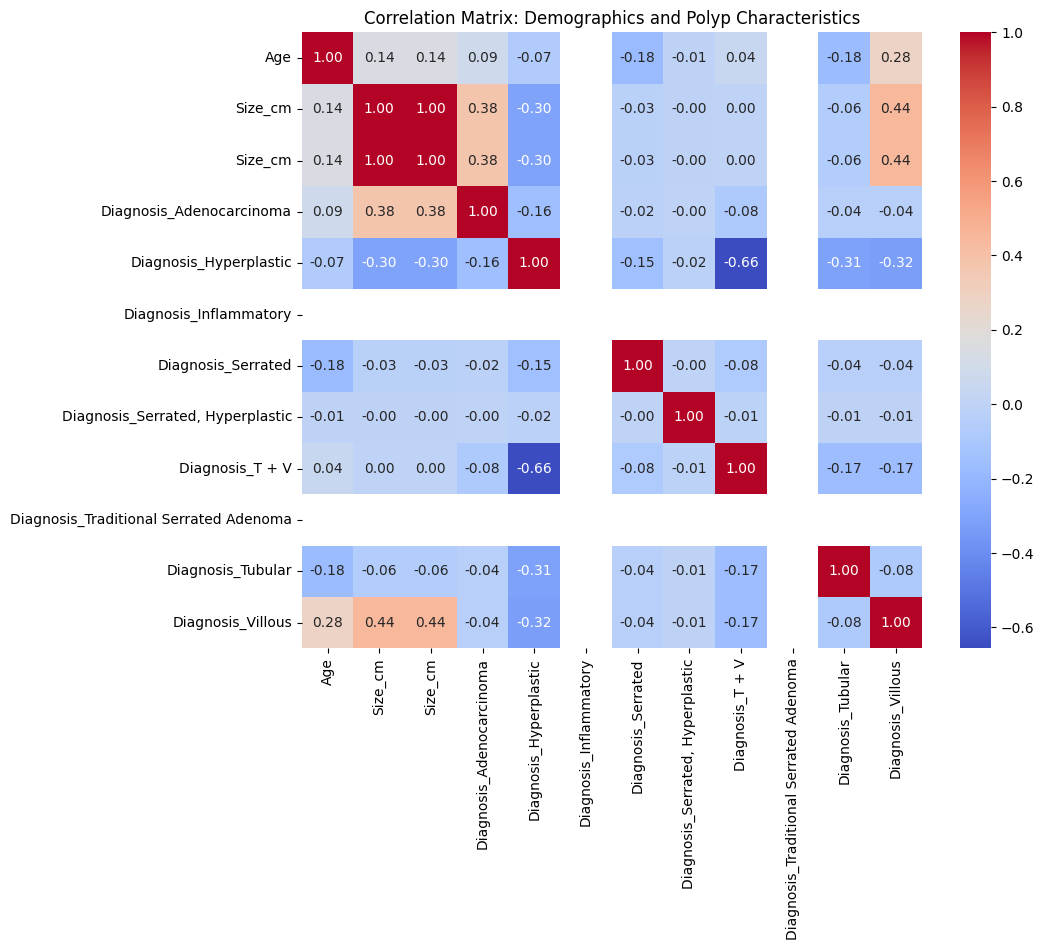 Correlation Matrix: Demographics and Polyp Characteristics
Age 1.00 0.14 0.14 0.09 -0.07 -0.18 -0.01 0.04 -0.18 0.28
Size_cm 0.14 1.00 1.00 0.38 -0.30 -0.03 -0.00 0.00 -0.06 0.44
Size_cm 0.14 1.00 1.00 0.38 -0.30 -0.03 -0.00 0.00 -0.06 0.44
Diagnosis_Adenocarcinoma 0.09 0.38 0.38 1.00 -0.16 -0.02 -0.00 -0.08 -0.04 -0.04
Diagnosis_Hyperplastic -0.07 -0.30 -0.30 -0.16 1.00 -0.15 -0.02 -0.66 -0.31 -0.32
Diagnosis_Inflammatory
Diagnosis_Serrated -0.18 -0.03 -0.03 -0.02 -0.15 1.00 -0.00 -0.08 -0.04 -0.04
Diagnosis_Serrated, Hyperplastic -0.01 -0.00 -0.00 -0.00 -0.02 -0.00 1.00 -0.01 -0.01 -0.01
Diagnosis_T + V 0.04 0.00 0.00 -0.08 -0.66 -0.08 -0.01 1.00 -0.17 -0.17
Diagnosis_Traditional Serrated Adenoma
Diagnosis_Tubular -0.18 -0.06 -0.06 -0.04 -0.31 -0.04 -0.01 -0.17 1.00 -0.08
Diagnosis_Villous 0.28 0.44 0.44 -0.04 -0.32 -0.04 -0.01 -0.17 -0.08 1.00
Age
Size_cm
Size_cm
Diagnosis_Adenocarcinoma
Diagnosis_Hyperplastic
Diagnosis_Inflammatory
Diagnosis_Serrated
Diagnosis_Serrated, Hyperplastic
Diagnosis_T + V
Diagnosis_Traditional Serrated Adenoma
Diagnosis_Tubular
Diagnosis_Villous
1.0
0.8
0.6
0.4
0.2
0.0
−0.2
−0.4
−0.6